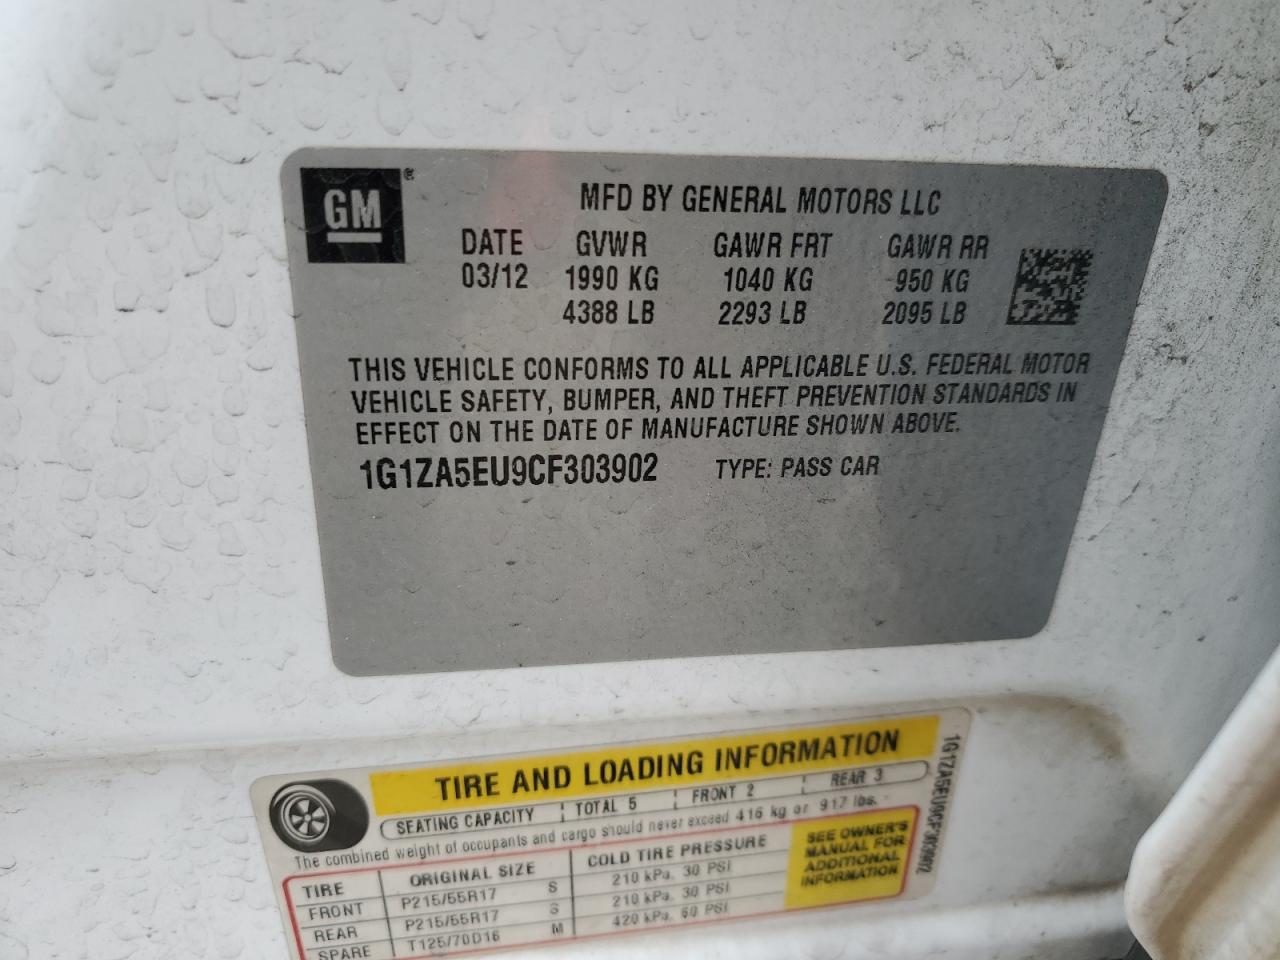 GM®
MFD BY GENERAL MOTORS LLC
DATE GVWR GAWR FRT GAWR RR
03/12 1990 KG 1040 KG 950 KG
4388 LB 2293 LB 2095 LB
THIS VEHICLE CONFORMS TO ALL APPLICABLE U.S. FEDERAL MOTOR
VEHICLE SAFETY, BUMPER, AND THEFT PREVENTION STANDARDS IN
EFFECT ON THE DATE OF MANUFACTURE SHOWN ABOVE.
1G1ZA5EU9CF303902 TYPE: PASS CAR
TIRE AND LOADING INFORMATION
SEATING CAPACITY TOTAL 5 FRONT 2 REAR 3
The combined weight of occupants and cargo should never exceed 416 kg or 917 lbs.
TIRE ORIGINAL SIZE COLD TIRE PRESSURE
FRONT P215/55R17 S 210 kPa, 30 PSI
REAR P215/55R17 S 210 kPa, 30 PSI
SPARE T125/70D16 M 420 kPa, 60 PSI
SEE OWNER'S
MANUAL FOR
ADDITIONAL
INFORMATION
1G1ZA5EU9CF303902